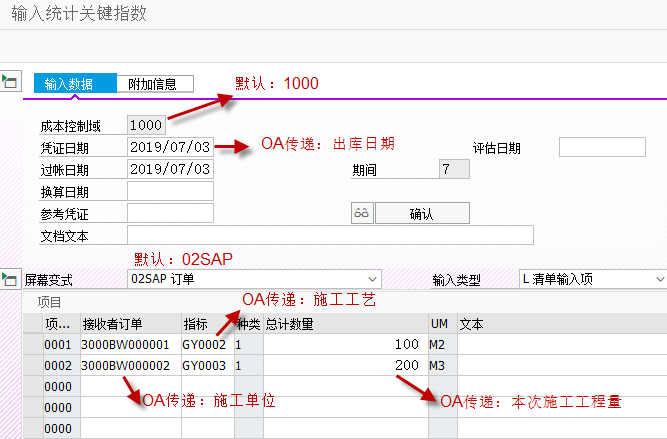 输入统计关键指数
输入数据 附加信息 默认：1000
成本控制域 1000
凭证日期 2019/07/03 OA传递：出库日期 评估日期
过帐日期 2019/07/03 期间 7
换算日期
参考凭证 确认
文档文本
默认：02SAP
屏幕变式 02SAP 订单 输入类型 L 清单输入项
项目 OA传递：施工工艺
项... 接收者订单 指标 种类 总计数量 UM 文本
0001 3000BW000001 GY0002 1 100 M2
0002 3000BW000002 GY0003 1 200 M3
0000
0000 OA传递：施工单位 OA传递：本次施工工程量
0000